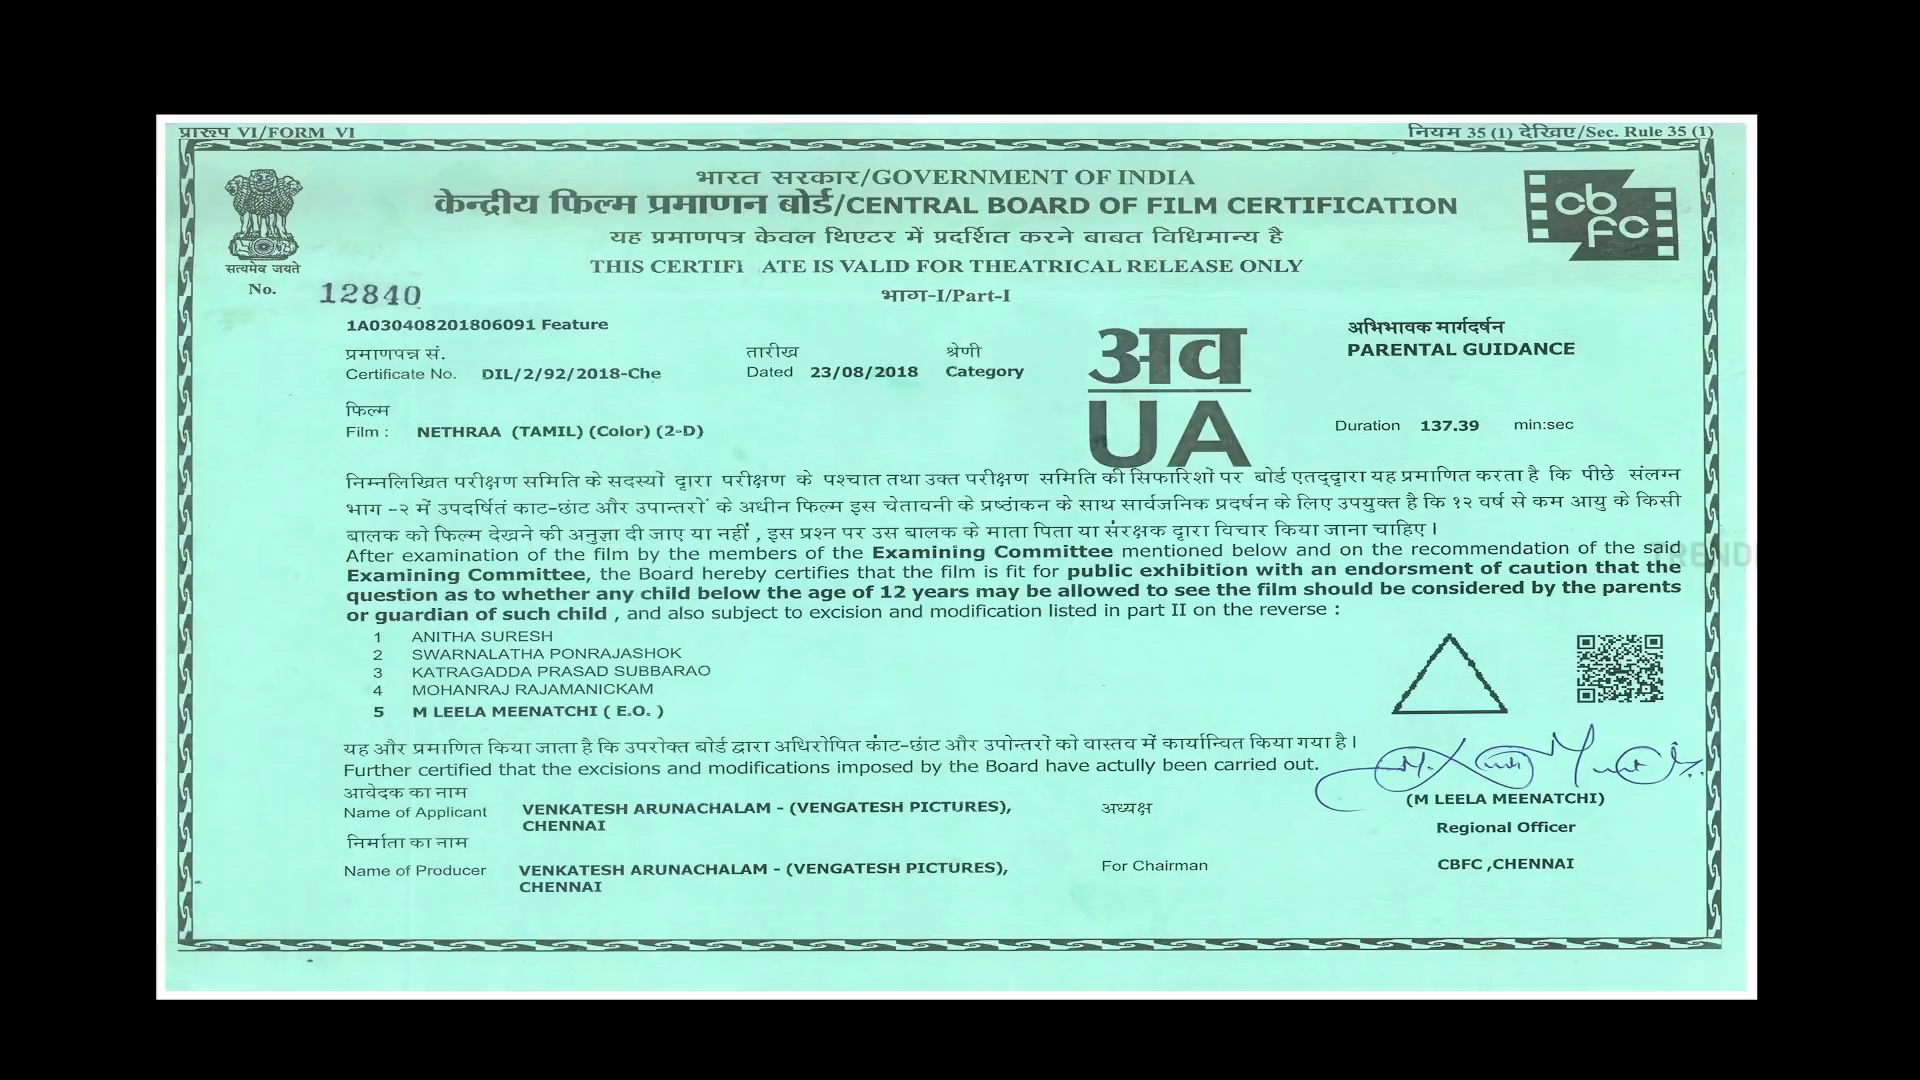 प्रारूप VI/FORM VI
नियम 35 (1) देखिए/Sec. Rule 35 (1)
भारत सरकार/GOVERNMENT OF INDIA
केन्द्रीय फिल्म प्रमाणन बोर्ड/CENTRAL BOARD OF FILM CERTIFICATION
cbfc
यह प्रमाणपत्र केवल थिएटर में प्रदर्शित करने बाबत विधिमान्य है
सत्यमेव जयते
THIS CERTIFI ATE IS VALID FOR THEATRICAL RELEASE ONLY
No. 12840
भाग-I/Part-I
1A030408201806091 Feature
अव
UA
अभिभावक मार्गदर्षन
PARENTAL GUIDANCE
प्रमाणपत्र सं. तारीख श्रेणी
Certificate No. DIL/2/92/2018-Che Dated 23/08/2018 Category
फिल्म
Film : NETHRAA (TAMIL) (Color) (2-D)
Duration 137.39 min:sec
निम्नलिखित परीक्षण समिति के सदस्यों द्वारा परीक्षण के पश्चात तथा उक्त परीक्षण समिति की सिफारिशों पर बोर्ड एतद्द्वारा यह प्रमाणित करता है कि पीछे संलग्न
भाग -२ में उपदर्षितं काट-छांट और उपान्तरों के अधीन फिल्म इस चेतावनी के प्रष्ठांकन के साथ सार्वजनिक प्रदर्षन के लिए उपयुक्त है कि १२ वर्ष से कम आयु के किसी
बालक को फिल्म देखने की अनुज्ञा दी जाए या नहीं , इस प्रश्न पर उस बालक के माता पिता या संरक्षक द्वारा विचार किया जाना चाहिए ।
After examination of the film by the members of the Examining Committee mentioned below and on the recommendation of the said
Examining Committee, the Board hereby certifies that the film is fit for public exhibition with an endorsment of caution that the
question as to whether any child below the age of 12 years may be allowed to see the film should be considered by the parents
or guardian of such child , and also subject to excision and modification listed in part II on the reverse :
TREND
1 ANITHA SURESH
2 SWARNALATHA PONRAJASHOK
3 KATRAGADDA PRASAD SUBBARAO
4 MOHANRAJ RAJAMANICKAM
5 M LEELA MEENATCHI ( E.O. )
यह और प्रमाणित किया जाता है कि उपरोक्त बोर्ड द्वारा अधिरोपित कांट-छांट और उपोन्तरों को वास्तव में कार्यान्वित किया गया है ।
Further certified that the excisions and modifications imposed by the Board have actully been carried out.
आवेदक का नाम
Name of Applicant VENKATESH ARUNACHALAM - (VENGATESH PICTURES),
CHENNAI
अध्यक्ष
(M LEELA MEENATCHI)
Regional Officer
निर्माता का नाम
Name of Producer VENKATESH ARUNACHALAM - (VENGATESH PICTURES),
CHENNAI
For Chairman
CBFC ,CHENNAI